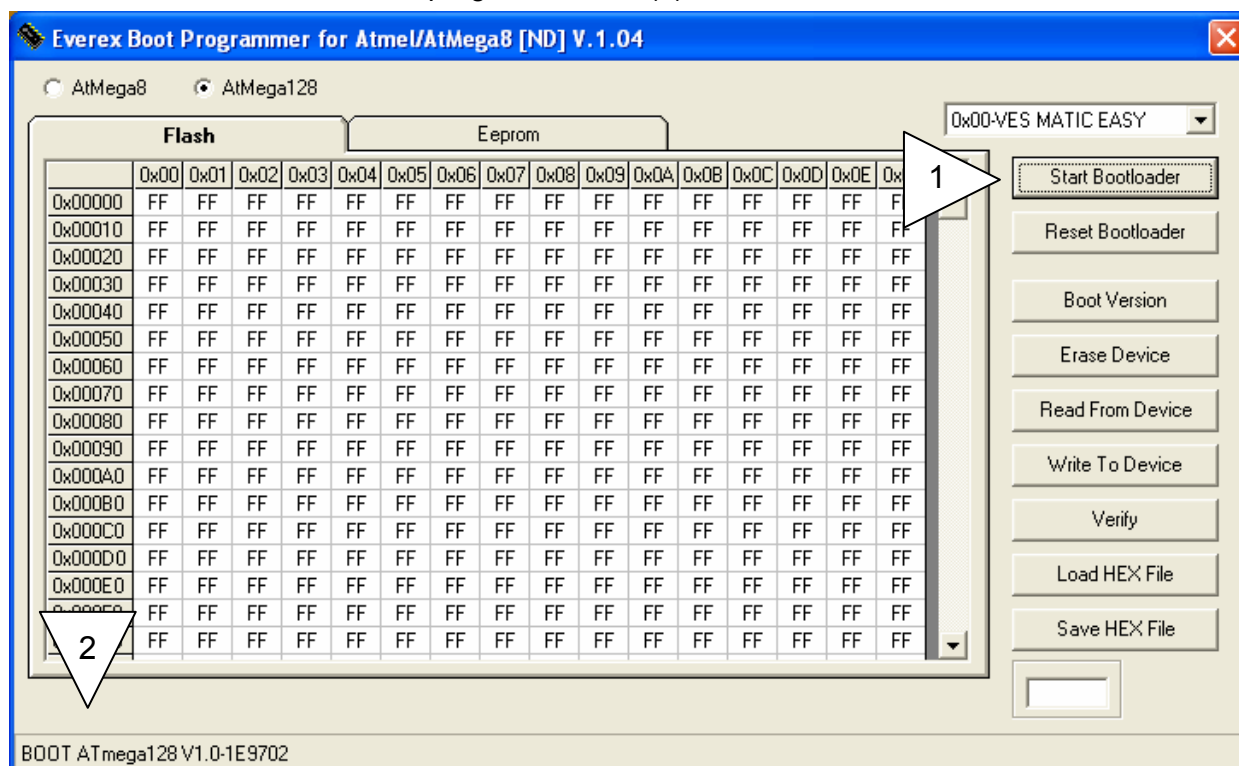 Everex Boot Programmer for Atmel/AtMega8 [ND] V.1.04
AtMega8 AtMega128
0x00-VES MATIC EASY
Flash Eeprom
0x00 0x01 0x02 0x03 0x04 0x05 0x06 0x07 0x08 0x09 0x0A 0x0B 0x0C 0x0D 0x0E
0x00000 FF FF FF FF FF FF FF FF FF FF FF FF FF FF FF
0x00010 FF FF FF FF FF FF FF FF FF FF FF FF FF FF FF FF
0x00020 FF FF FF FF FF FF FF FF FF FF FF FF FF FF FF FF
0x00030 FF FF FF FF FF FF FF FF FF FF FF FF FF FF FF FF
0x00040 FF FF FF FF FF FF FF FF FF FF FF FF FF FF FF FF
0x00050 FF FF FF FF FF FF FF FF FF FF FF FF FF FF FF FF
0x00060 FF FF FF FF FF FF FF FF FF FF FF FF FF FF FF FF
0x00070 FF FF FF FF FF FF FF FF FF FF FF FF FF FF FF FF
0x00080 FF FF FF FF FF FF FF FF FF FF FF FF FF FF FF FF
0x00090 FF FF FF FF FF FF FF FF FF FF FF FF FF FF FF FF
0x000A0 FF FF FF FF FF FF FF FF FF FF FF FF FF FF FF FF
0x000B0 FF FF FF FF FF FF FF FF FF FF FF FF FF FF FF FF
0x000C0 FF FF FF FF FF FF FF FF FF FF FF FF FF FF FF FF
0x000D0 FF FF FF FF FF FF FF FF FF FF FF FF FF FF FF FF
0x000E0 FF FF FF FF FF FF FF FF FF FF FF FF FF FF FF FF
FF FF FF FF FF FF FF FF FF FF FF FF FF FF FF FF
FF FF FF FF FF FF FF FF FF FF FF FF FF FF FF FF
1
Start Bootloader
Reset Bootloader
Boot Version
Erase Device
Read From Device
Write To Device
Verify
Load HEX File
Save HEX File
2
BOOT ATmega128 V1.0-1E9702